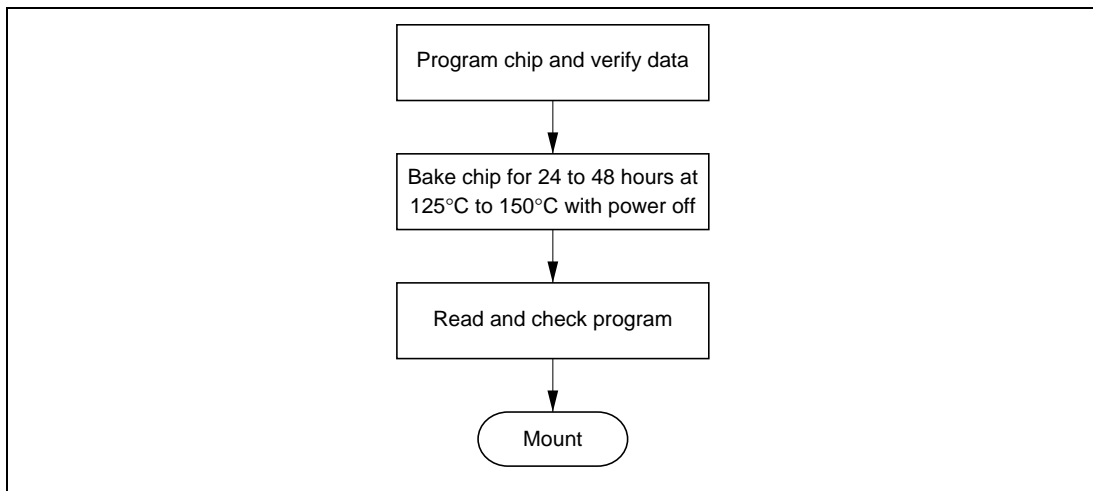 Program chip and verify data
Bake chip for 24 to 48 hours at
125°C to 150°C with power off
Read and check program
Mount